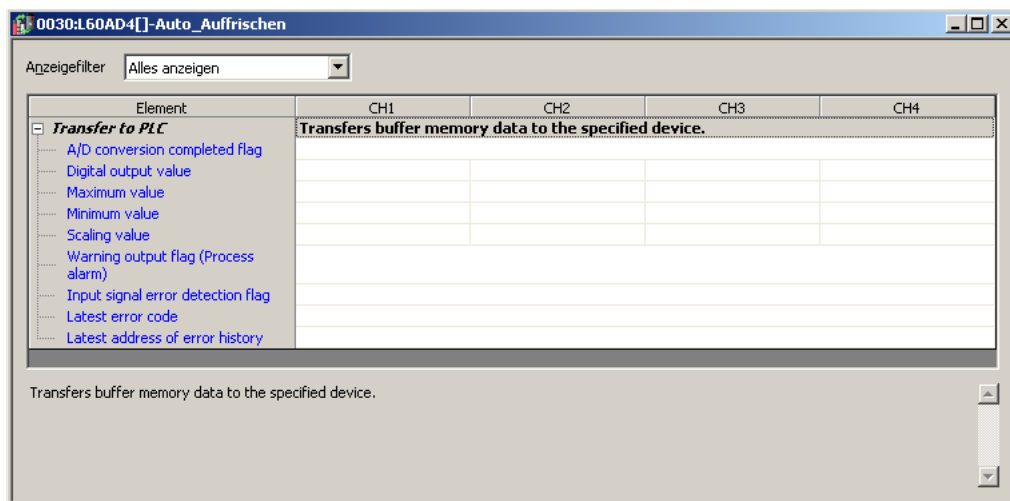 0030:L60AD4[]-Auto_Auffrischen
Anzeigefilter Alles anzeigen
Element CH1 CH2 CH3 CH4
Transfer to PLC Transfers buffer memory data to the specified device.
A/D conversion completed flag
Digital output value
Maximum value
Minimum value
Scaling value
Warning output flag (Process
alarm)
Input signal error detection flag
Latest error code
Latest address of error history
Transfers buffer memory data to the specified device.